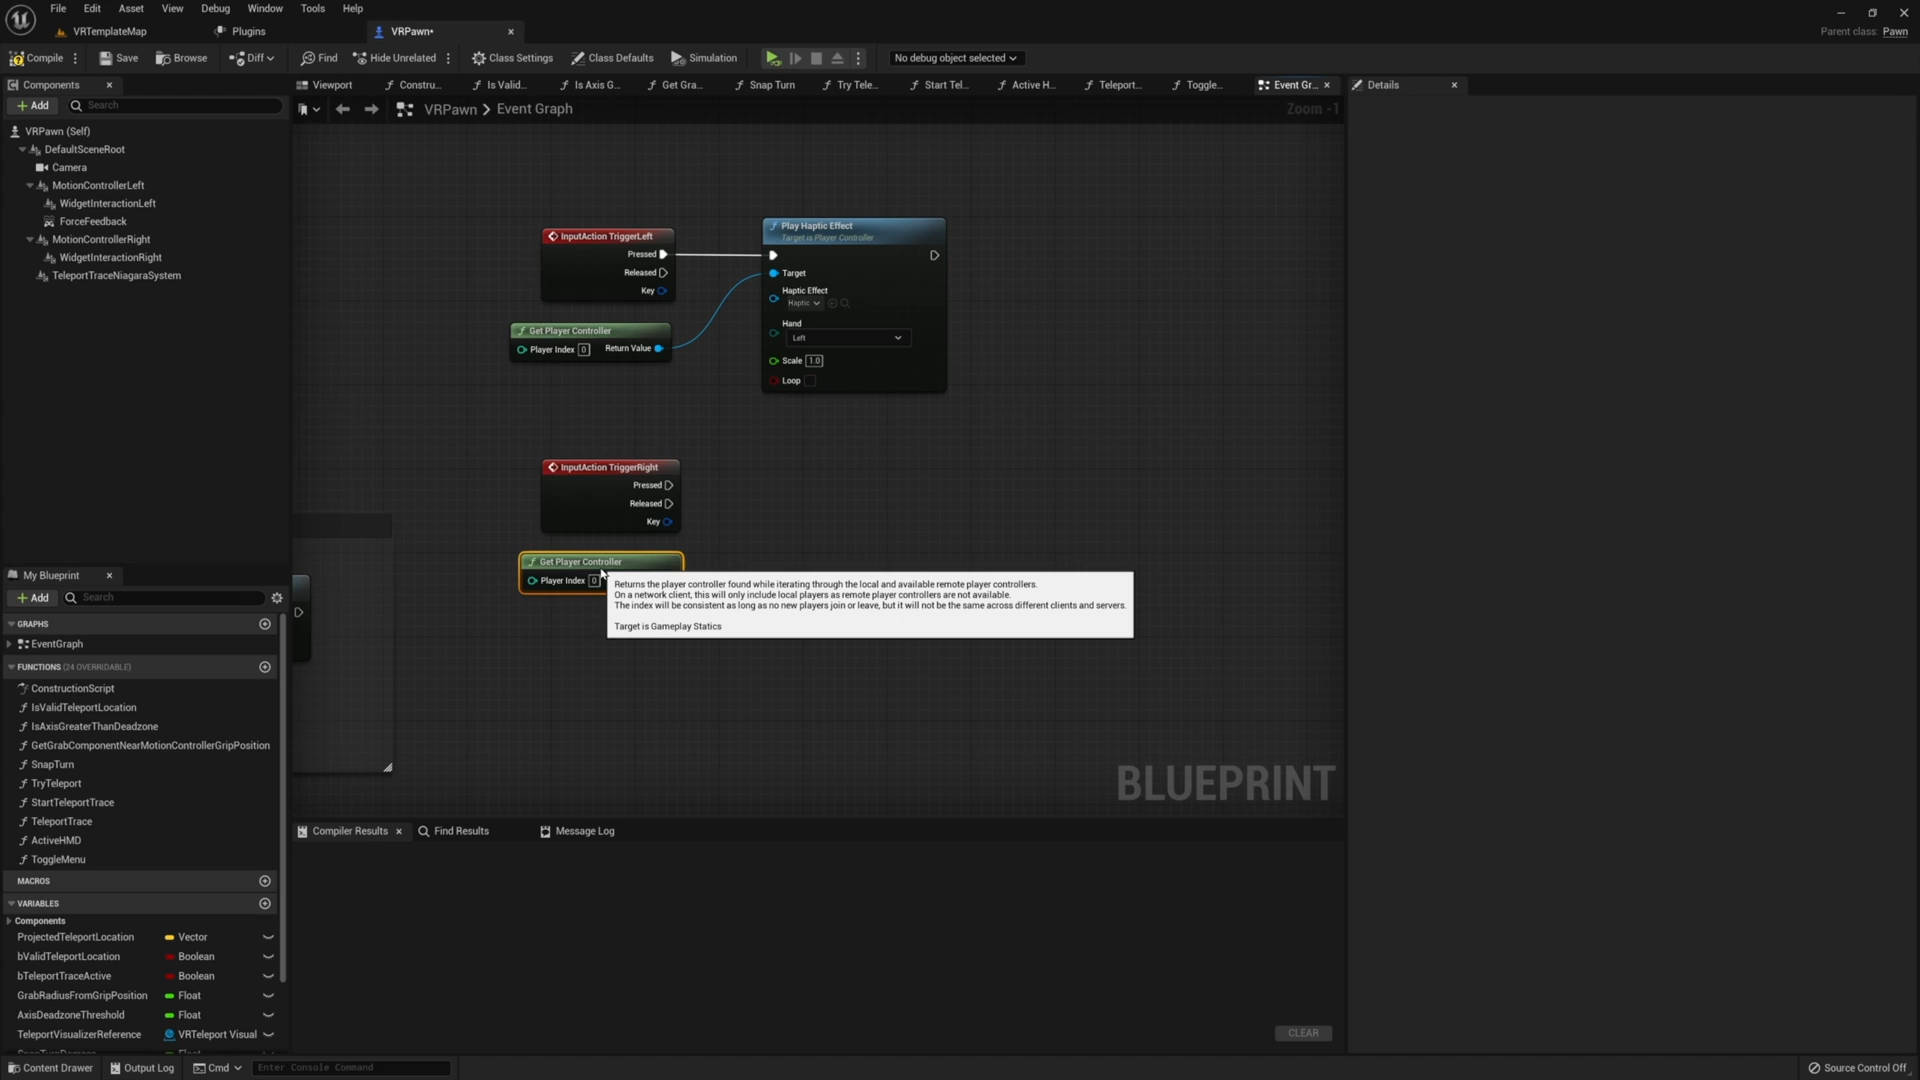 File Edit Asset View Debug Window Tools Help
VRTemplateMap Plugins VRPawn•
Parent class: Pawn
Compile Save Browse Diff Find Hide Unrelated Class Settings Class Defaults Simulation No debug object selected
Components
Viewport Constru... Is Valid... Is Axis G... Get Gra... Snap Turn Try Tele... Start Tel... Active H... Teleport... Toggle... Event Gr...
Details
Add Search
VRPawn > Event Graph
Zoom -1
VRPawn (Self)
DefaultSceneRoot
Camera
MotionControllerLeft
WidgetInteractionLeft
ForceFeedback
MotionControllerRight
WidgetInteractionRight
TeleportTraceNiagaraSystem
InputAction TriggerLeft
Pressed
Released
Key
Get Player Controller
Player Index 0 Return Value
Play Haptic Effect
Target is Player Controller
Target
Haptic Effect
Haptic
Hand
Left
Scale 1.0
Loop
InputAction TriggerRight
Pressed
Released
Key
Get Player Controller
Player Index 0
Returns the player controller found while iterating through the local and available remote player controllers.
On a network client, this will only include local players as remote player controllers are not available.
The index will be consistent as long as no new players join or leave, but it will not be the same across different clients and servers.
Target is Gameplay Statics
BLUEPRINT
My Blueprint
Add Search
GRAPHS
EventGraph
FUNCTIONS (24 OVERRIDABLE)
ConstructionScript
IsValidTeleportLocation
IsAxisGreaterThanDeadzone
GetGrabComponentNearMotionControllerGripPosition
SnapTurn
TryTeleport
StartTeleportTrace
TeleportTrace
ActiveHMD
ToggleMenu
MACROS
VARIABLES
Components
ProjectedTeleportLocation Vector
bValidTeleportLocation Boolean
bTeleportTraceActive Boolean
GrabRadiusFromGripPosition Float
AxisDeadzoneThreshold Float
TeleportVisualizerReference VRTeleport Visual
Compiler Results Find Results Message Log
CLEAR
Content Drawer Output Log Cmd Enter Console Command
Source Control Off